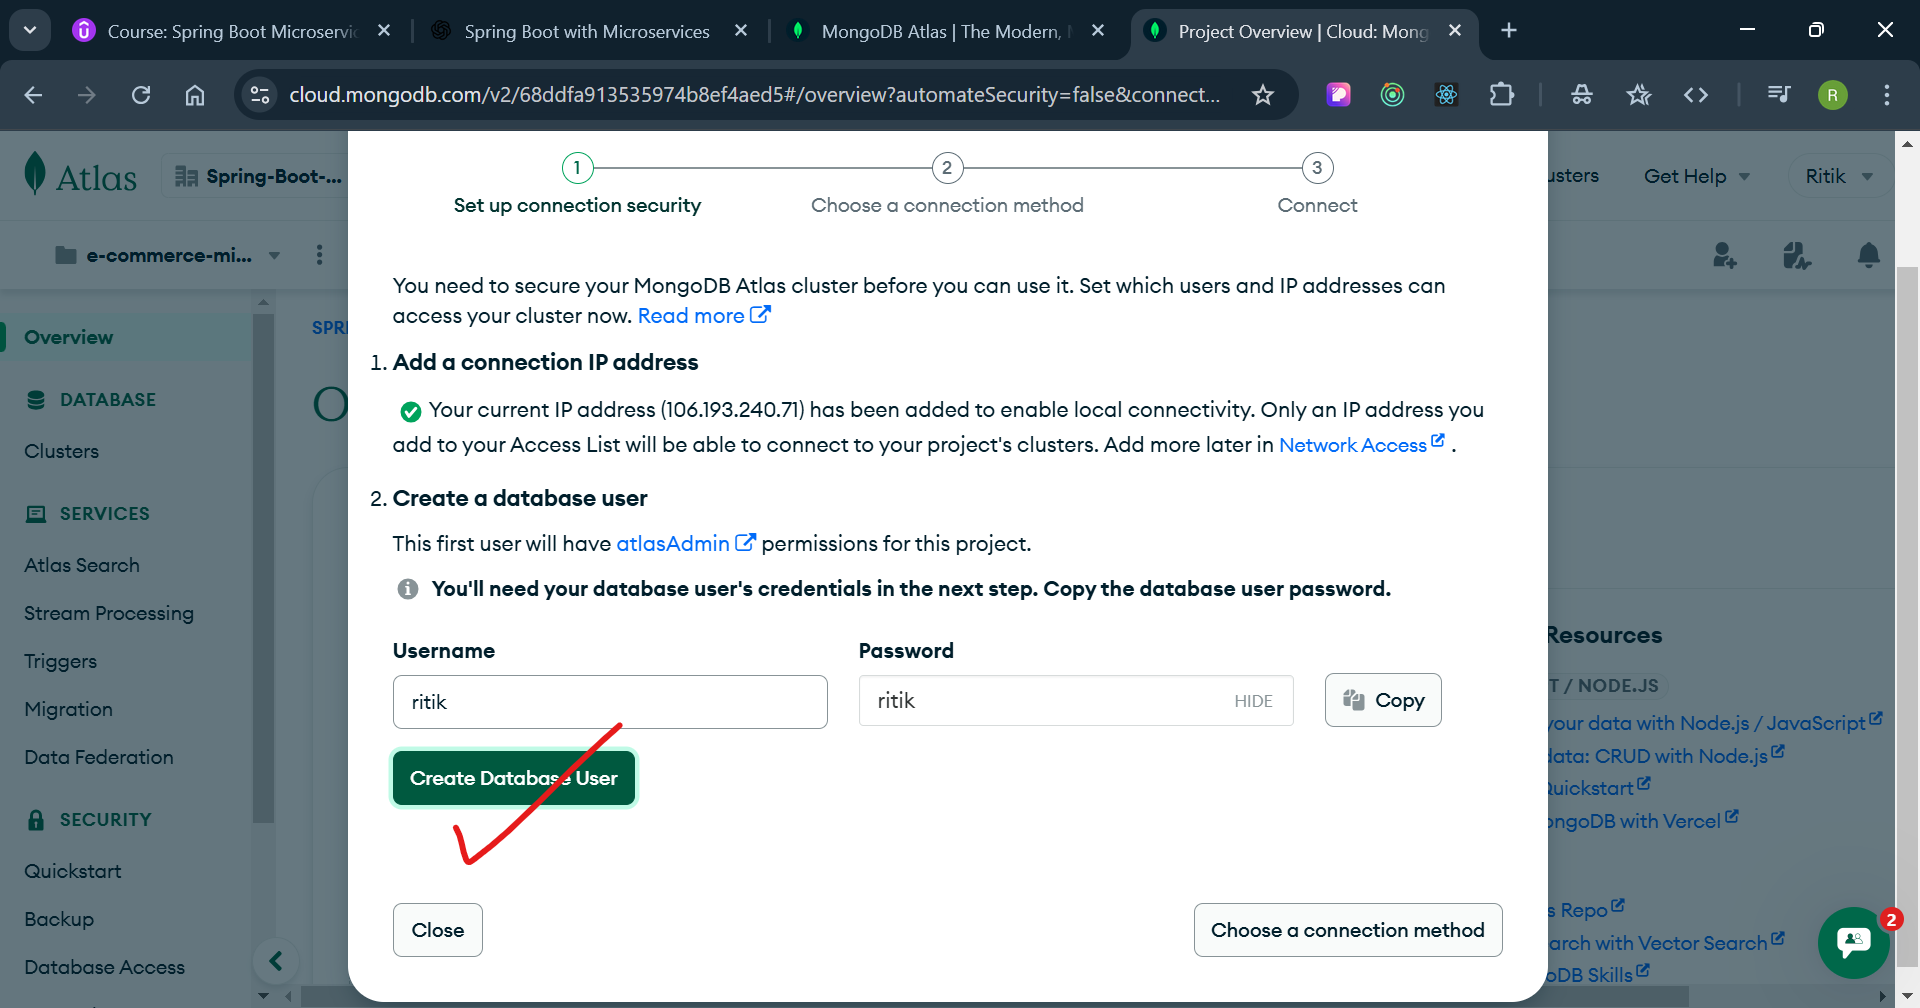 Course: Spring Boot Microservic
Spring Boot with Microservices
MongoDB Atlas | The Modern,
Project Overview | Cloud: Mong
cloud.mongodb.com/v2/68ddfa913535974b8ef4aed5#/overview?automateSecurity=false&connect...
R
Atlas
Spring-Boot-...
usters
Get Help
Ritik
e-commerce-mi...
1
2
3
Set up connection security
Choose a connection method
Connect
Overview
DATABASE
Clusters
SERVICES
Atlas Search
Stream Processing
Triggers
Migration
Data Federation
SECURITY
Quickstart
Backup
Database Access
SPRI
O
You need to secure your MongoDB Atlas cluster before you can use it. Set which users and IP addresses can
access your cluster now. Read more
1. Add a connection IP address
Your current IP address (106.193.240.71) has been added to enable local connectivity. Only an IP address you
add to your Access List will be able to connect to your project's clusters. Add more later in Network Access .
2. Create a database user
This first user will have atlasAdmin permissions for this project.
You'll need your database user's credentials in the next step. Copy the database user password.
Username
Password
ritik
ritik
HIDE
Copy
Create Database User
Close
Choose a connection method
Resources
T / NODE.JS
your data with Node.js / JavaScript
data: CRUD with Node.js
Quickstart
ongoDB with Vercel
s Repo
arch with Vector Search
oDB Skills
2